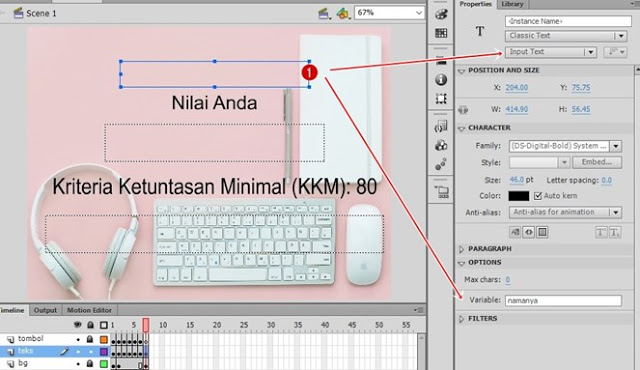 Scene 1
67%
1
Nilai Anda
Kriteria Ketuntasan Minimal (KKM): 80
Timeline
Output
Motion Editor
1 5 10 15 20 25 30 35 40 45 50 55
tombol
teks
bg
Properties
Library
T
<Instance Name>
Classic Text
Input Text
POSITION AND SIZE
X: 204.00 Y: 75.75
W: 414.90 H: 56.45
CHARACTER
Family: (DS-Digital-Bold) System ...
Style: Embed...
Size: 46.0 pt Letter spacing: 0.0
Color: Auto kern
Anti-alias: Anti-alias for animation
PARAGRAPH
OPTIONS
Max chars: 0
Variable: namanya
FILTERS